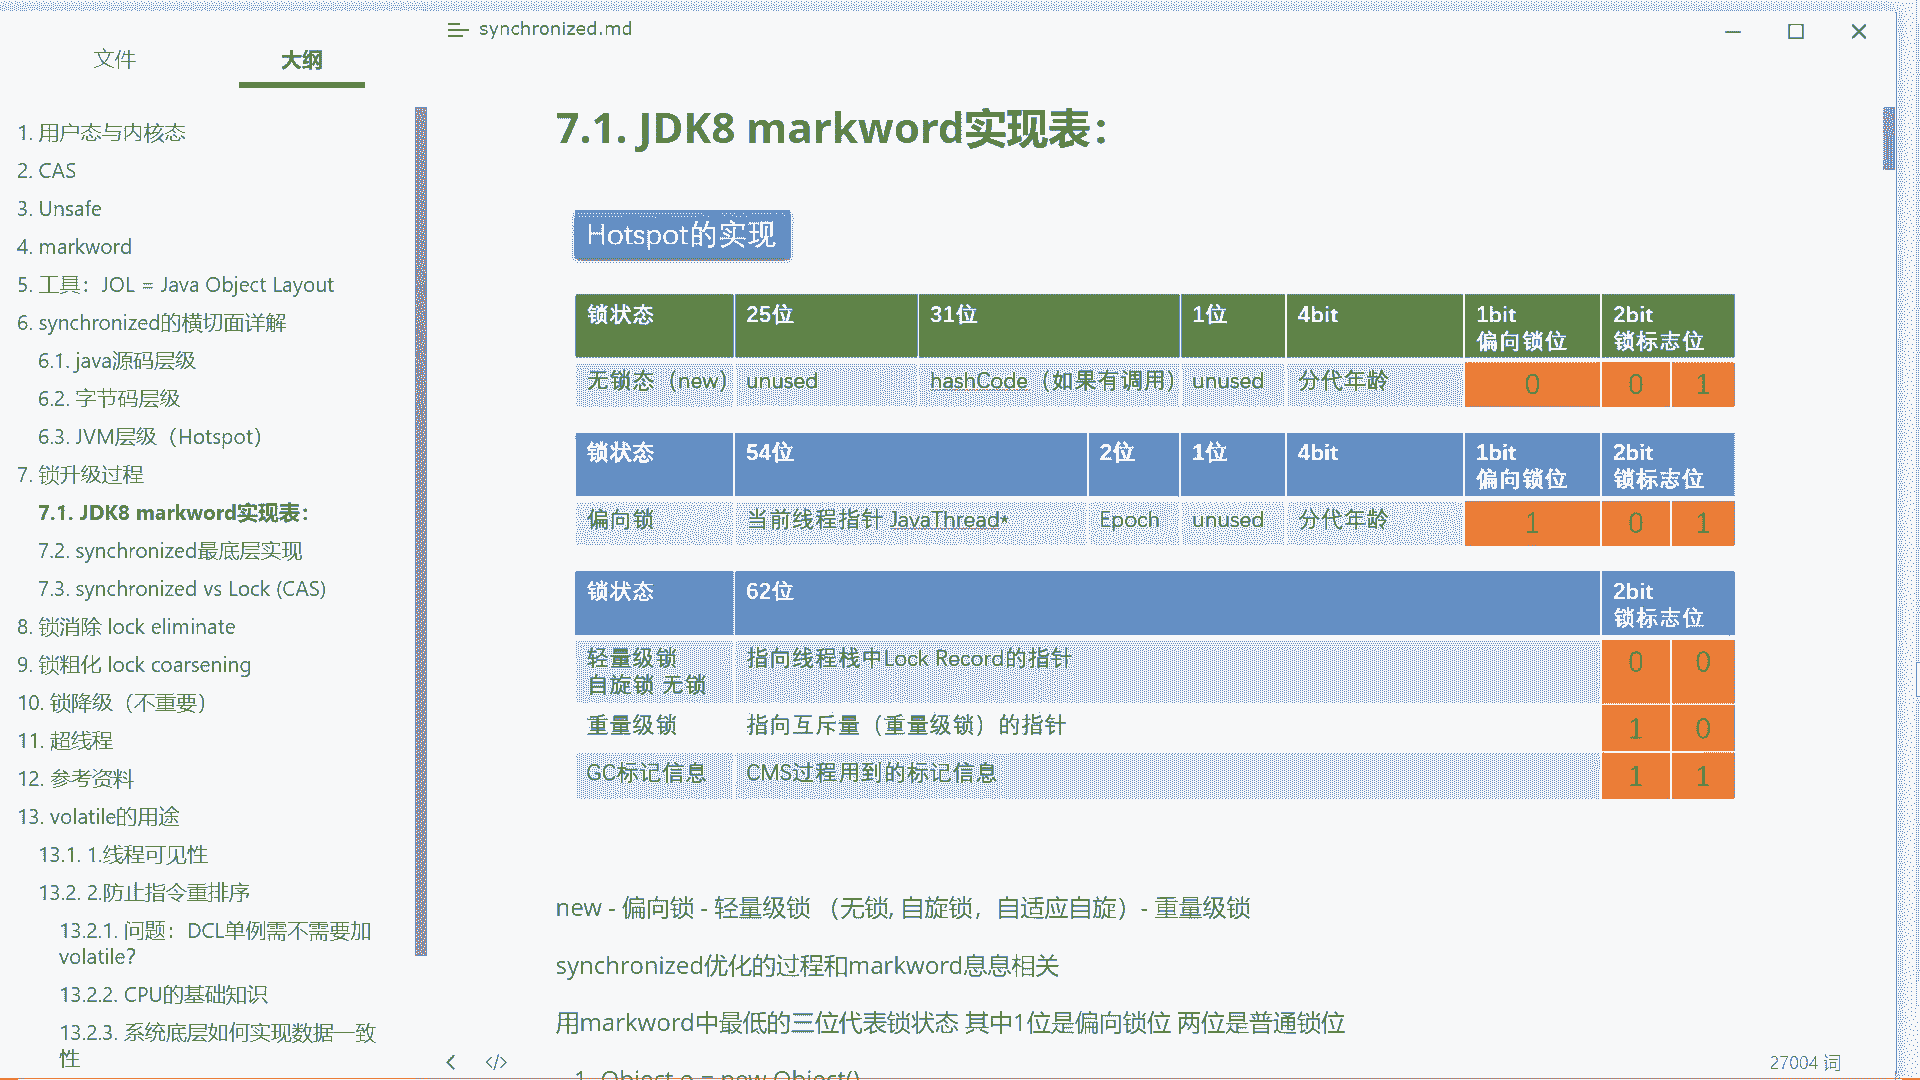 synchronized.md
文件
大纲
1. 用户态与内核态
2. CAS
3. Unsafe
4. markword
5. 工具：JOL = Java Object Layout
6. synchronized的横切面详解
6.1. java源码层级
6.2. 字节码层级
6.3. JVM层级（Hotspot）
7. 锁升级过程
7.1. JDK8 markword实现表：
7.2. synchronized最底层实现
7.3. synchronized vs Lock (CAS)
8. 锁消除 lock eliminate
9. 锁粗化 lock coarsening
10. 锁降级（不重要）
11. 超线程
12. 参考资料
13. volatile的用途
13.1. 1.线程可见性
13.2. 2.防止指令重排序
13.2.1. 问题：DCL单例需不需要加
volatile?
13.2.2. CPU的基础知识
13.2.3. 系统底层如何实现数据一致
性
7.1. JDK8 markword实现表：
Hotspot的实现
锁状态 25位 31位 1位 4bit 1bit 2bit
偏向锁位 锁标志位
无锁态（new） unused hashCode（如果有调用） unused 分代年龄 0 0 1
锁状态 54位 2位 1位 4bit 1bit 2bit
偏向锁位 锁标志位
偏向锁 当前线程指针 JavaThread* Epoch unused 分代年龄 1 0 1
锁状态 62位 2bit
锁标志位
轻量级锁 指向线程栈中Lock Record的指针 0 0
自旋锁 无锁
重量级锁 指向互斥量（重量级锁）的指针 1 0
GC标记信息 CMS过程用到的标记信息 1 1
new - 偏向锁 - 轻量级锁 （无锁, 自旋锁，自适应自旋）- 重量级锁
synchronized优化的过程和markword息息相关
用markword中最低的三位代表锁状态 其中1位是偏向锁位 两位是普通锁位
1. Object o = new Object()
27004 词